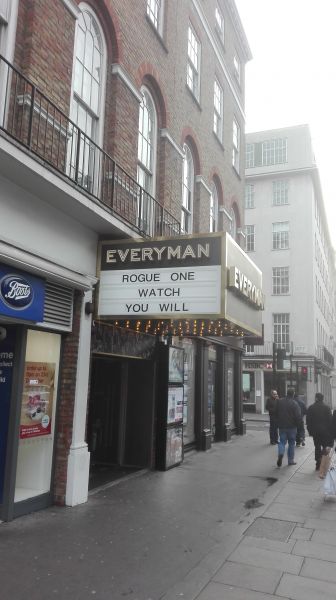 EVERYMAN
ROGUE ONE
WATCH
YOU WILL
EVERYMAN
Boots